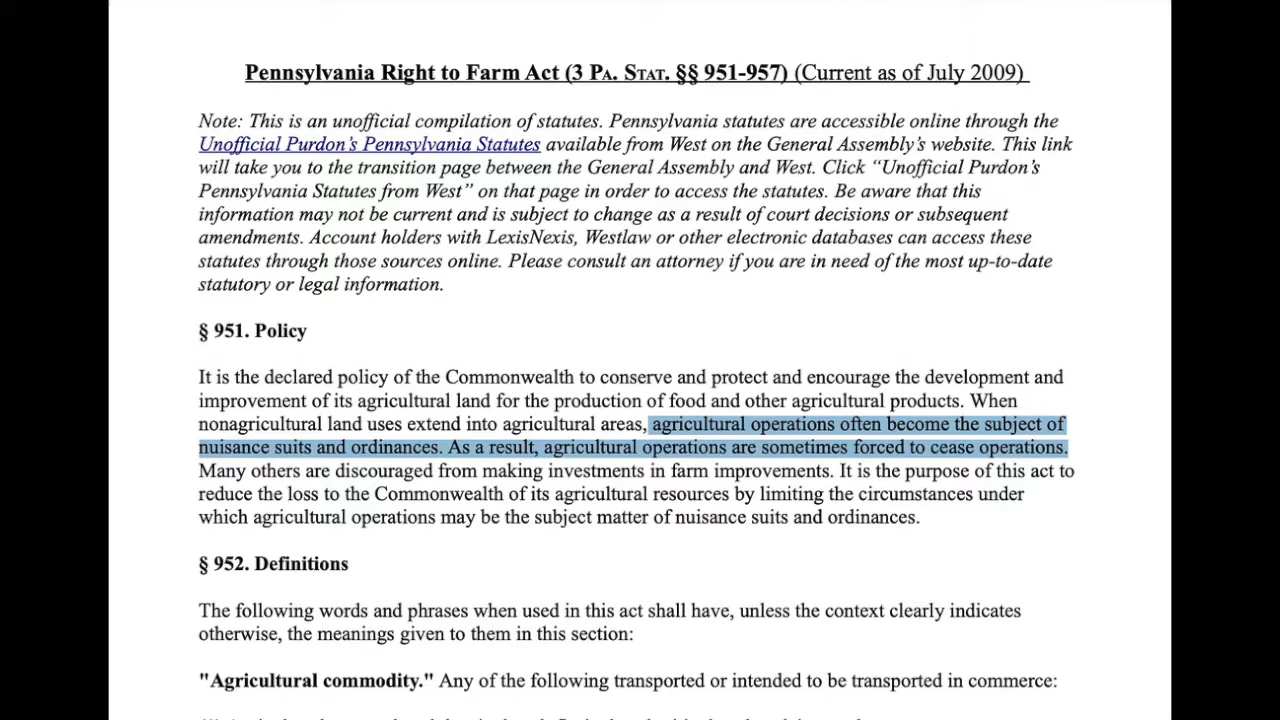 Pennsylvania Right to Farm Act (3 PA. STAT. §§ 951-957) (Current as of July 2009)
Note: This is an unofficial compilation of statutes. Pennsylvania statutes are accessible online through the
Unofficial Purdon's Pennsylvania Statutes available from West on the General Assembly's website. This link
will take you to the transition page between the General Assembly and West. Click “Unofficial Purdon's
Pennsylvania Statutes from West” on that page in order to access the statutes. Be aware that this
information may not be current and is subject to change as a result of court decisions or subsequent
amendments. Account holders with LexisNexis, Westlaw or other electronic databases can access these
statutes through those sources online. Please consult an attorney if you are in need of the most up-to-date
statutory or legal information.
§ 951. Policy
It is the declared policy of the Commonwealth to conserve and protect and encourage the development and
improvement of its agricultural land for the production of food and other agricultural products. When
nonagricultural land uses extend into agricultural areas, agricultural operations often become the subject of
nuisance suits and ordinances. As a result, agricultural operations are sometimes forced to cease operations.
Many others are discouraged from making investments in farm improvements. It is the purpose of this act to
reduce the loss to the Commonwealth of its agricultural resources by limiting the circumstances under
which agricultural operations may be the subject matter of nuisance suits and ordinances.
§ 952. Definitions
The following words and phrases when used in this act shall have, unless the context clearly indicates
otherwise, the meanings given to them in this section:
"Agricultural commodity." Any of the following transported or intended to be transported in commerce: